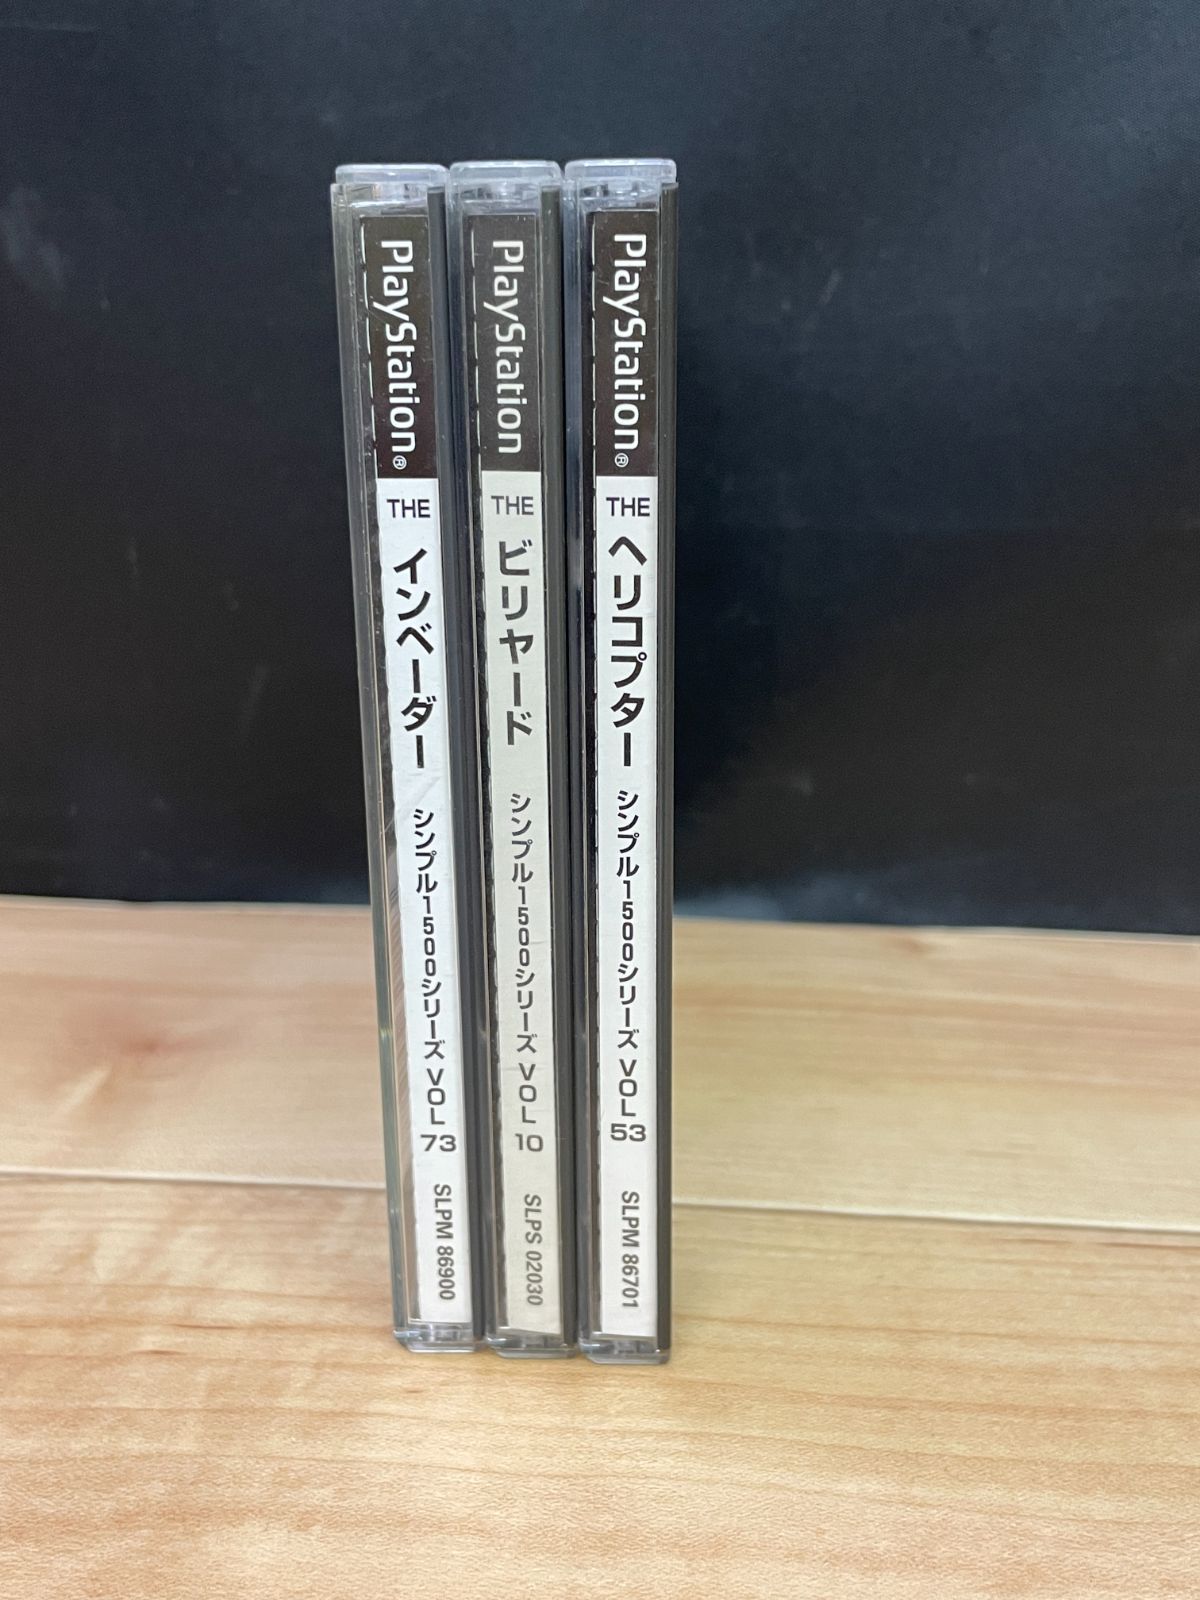 PlayStation®
THE インベーダー シンプル1500シリーズ VOL 73
SLPM 86900
PlayStation
THE ビリヤード シンプル1500シリーズ VOL 10
SLPS 02030
PlayStation®
THE ヘリコプター シンプル1500シリーズ VOL 53
SLPM 86701